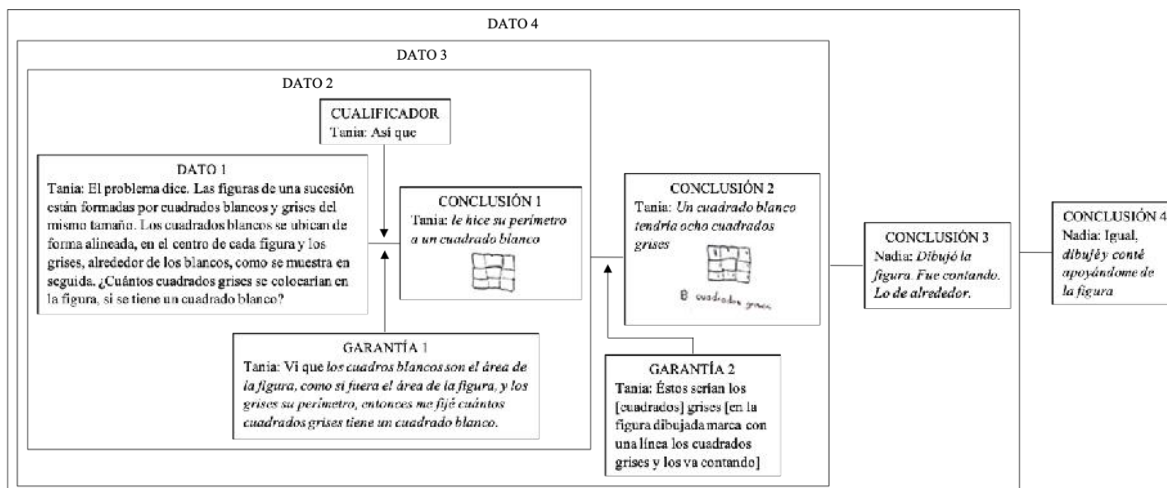 DATO 4
DATO 3
DATO 2
CUALIFICADOR
Tania: Así que
DATO 1
Tania: El problema dice. Las figuras de una sucesión
están formadas por cuadrados blancos y grises del
mismo tamaño. Los cuadrados blancos se ubican de
forma alineada, en el centro de cada figura y los
grises, alrededor de los blancos, como se muestra en
seguida. ¿Cuántos cuadrados grises se colocarían en
la figura, si se tiene un cuadrado blanco?
CONCLUSIÓN 1
Tania: le hice su perímetro
a un cuadrado blanco
GARANTÍA 1
Tania: Vi que los cuadros blancos son el área de
la figura, como si fuera el área de la figura, y los
grises su perímetro, entonces me fijé cuántos
cuadrados grises tiene un cuadrado blanco.
CONCLUSIÓN 2
Tania: Un cuadrado blanco
tendría ocho cuadrados
grises
8 cuadrados grises
GARANTÍA 2
Tania: Éstos serían los
[cuadrados] grises [en la
figura dibujada marca con
una línea los cuadrados
grises y los va contando]
CONCLUSIÓN 3
Nadia: Dibujó la
figura. Fue contando.
Lo de alrededor.
CONCLUSIÓN 4
Nadia: Igual,
dibujé y conté
apoyándome de
la figura